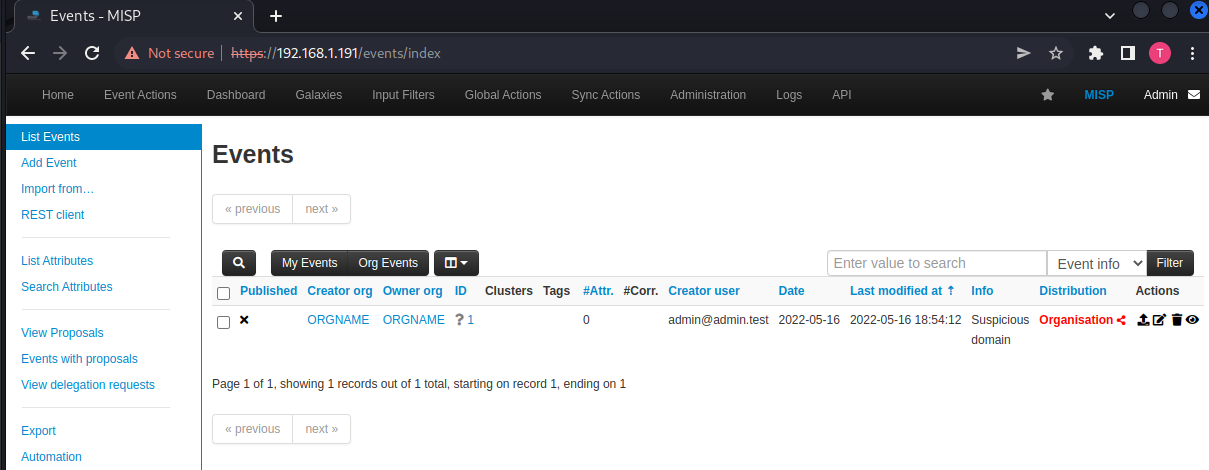 Events - MISP
Not secure https://192.168.1.191/events/index T
Home Event Actions Dashboard Galaxies Input Filters Global Actions Sync Actions Administration Logs API MISP Admin
List Events
Add Event
Import from…
REST client
List Attributes
Search Attributes
View Proposals
Events with proposals
View delegation requests
Export
Automation
Events
« previous next »
My Events Org Events Enter value to search Event info Filter
Published Creator org Owner org ID Clusters Tags #Attr. #Corr. Creator user Date Last modified at Info Distribution Actions
ORGNAME ORGNAME ? 1 0 admin@admin.test 2022-05-16 2022-05-16 18:54:12 Suspicious Organisation
domain
Page 1 of 1, showing 1 records out of 1 total, starting on record 1, ending on 1
« previous next »